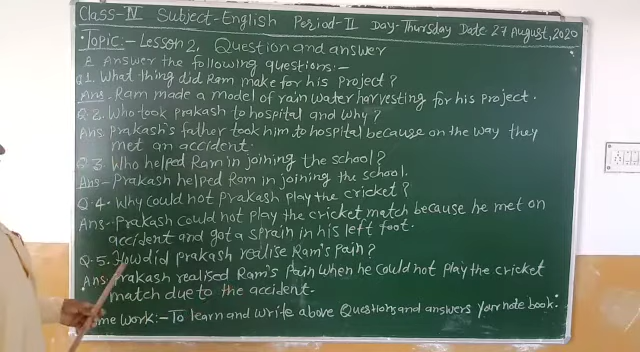 Class-IV Subject-English Period-II Day-Thursday Date 27 August, 2020
Topic:- Lesson 2, Question and answer
E Answer the following questions:-
Q1. What thing did Ram make for his project?
Ans. Ram made a model of rain water harvesting for his project.
Q.2. Who took Prakash to hospital and why?
Ans. Prakash's father took him to hospital because on the way they
met an accident.
Q.3. Who helped Ram in joining the school?
Ans- Prakash helped Ram in joining the school.
Q.4. Why could not Prakash play the cricket?
Ans:- Prakash could not play the cricket match because he met an
accident and got a sprain in his left foot.
Q.5. How did Prakash realise Ram's pain?
Ans. Prakash realised Ram's pain when he could not play the cricket
match due to the accident.
Home Work:- To learn and write above Questions and answers your note book.